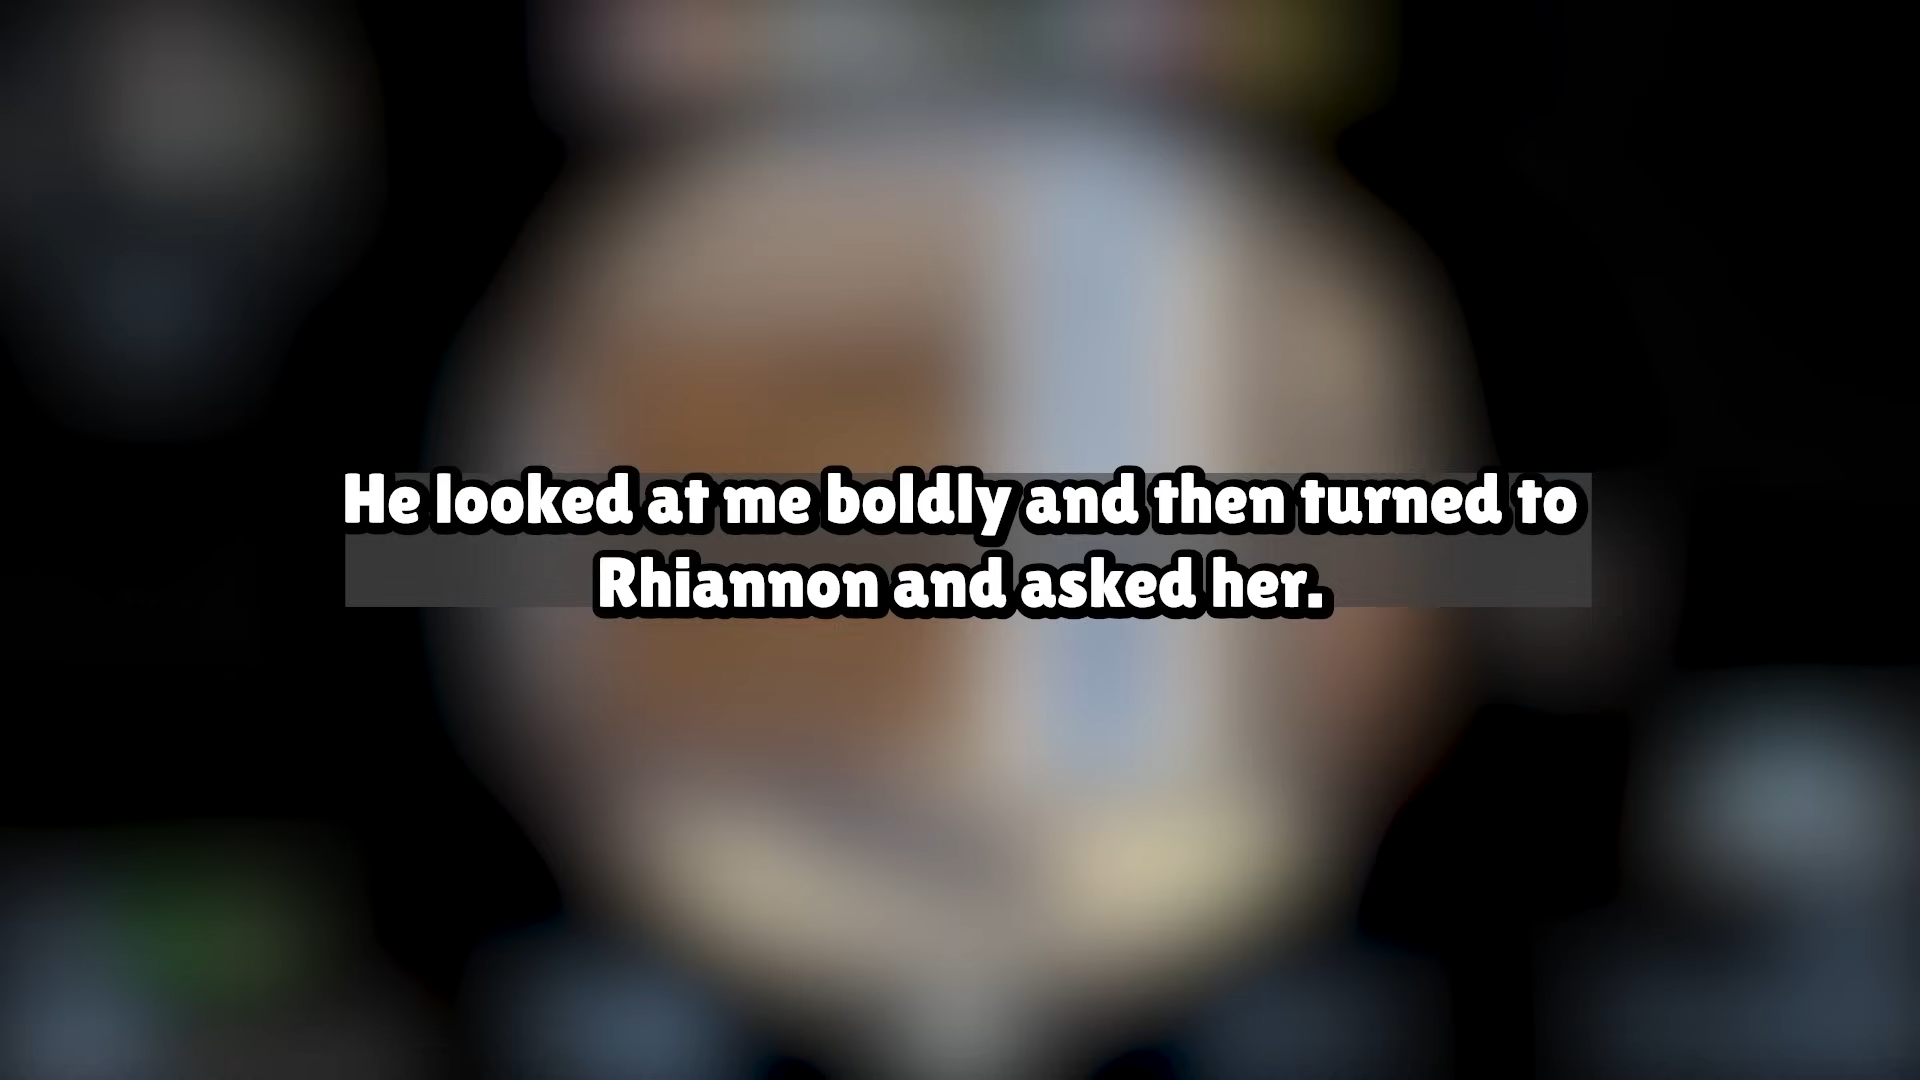 He looked at me boldly and then turned to
Rhiannon and asked her.